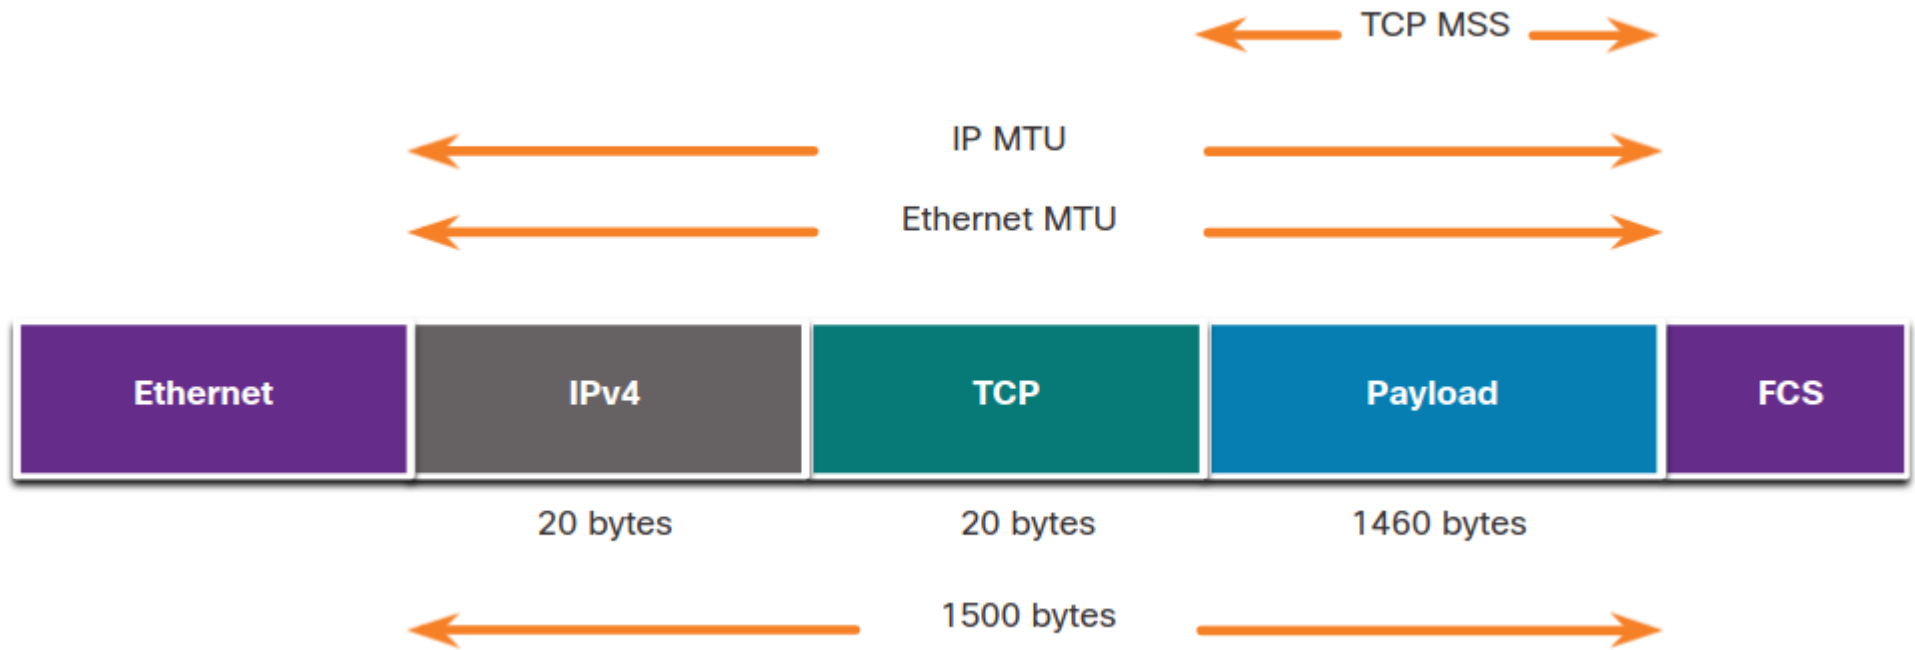 TCP MSS
IP MTU
Ethernet MTU
Ethernet
IPv4
TCP
Payload
FCS
20 bytes
20 bytes
1460 bytes
1500 bytes